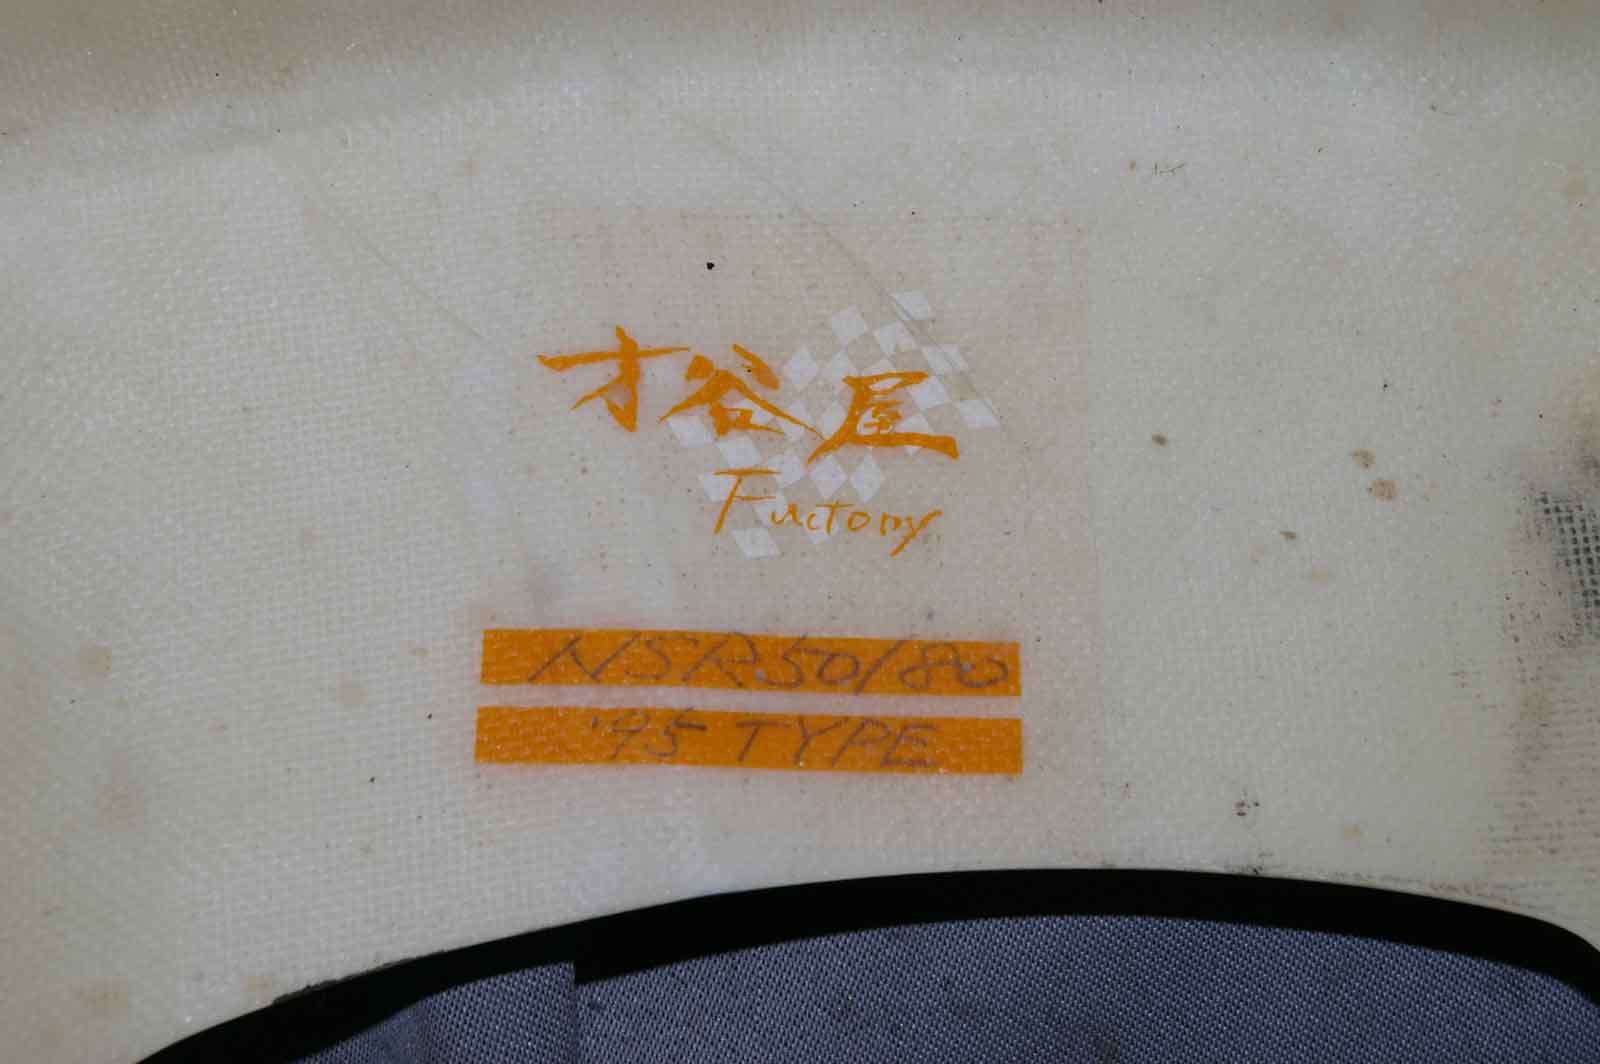 才谷屋
Factory
NSR50/80
'95 TYPE